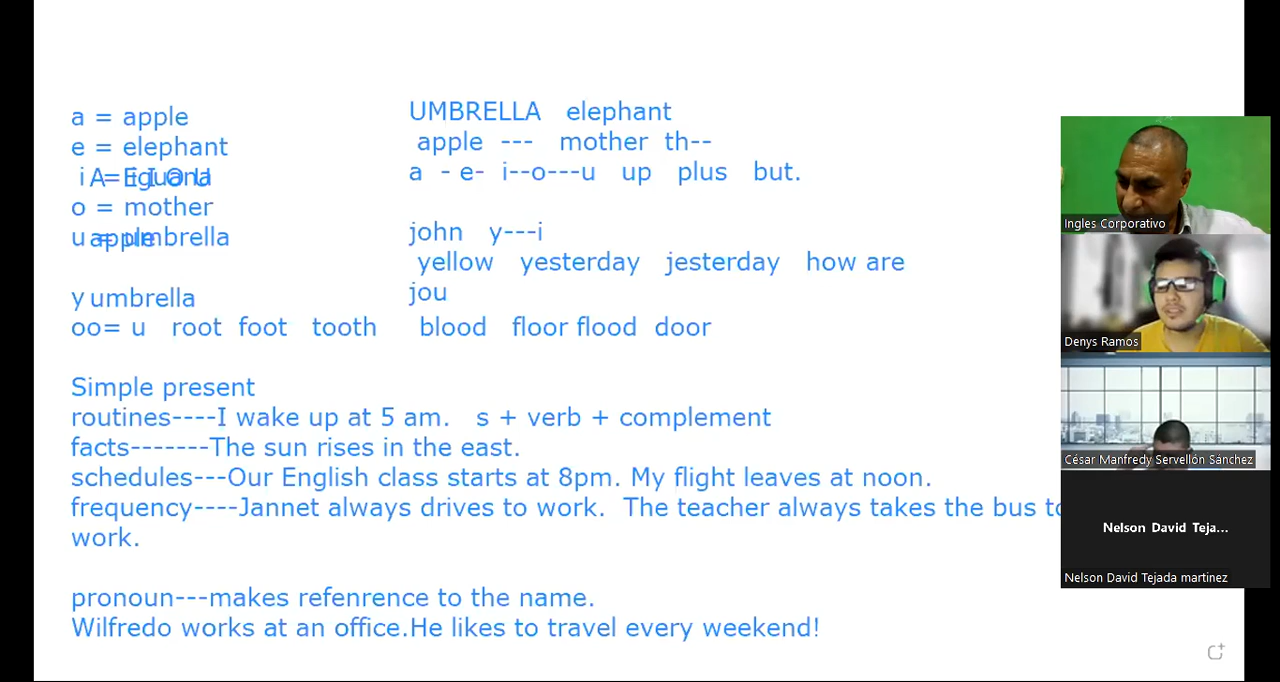 a = apple
e = elephant
i = Eguana
A E I O U
o = mother
u = umbrella
apple
y umbrella
oo= u root foot tooth blood floor flood door
UMBRELLA elephant
apple --- mother th--
a - e- i--o---u up plus but.
john y---i
yellow yesterday jesterday how are
jou
Simple present
routines----I wake up at 5 am. s + verb + complement
facts-------The sun rises in the east.
schedules---Our English class starts at 8pm. My flight leaves at noon.
frequency----Jannet always drives to work. The teacher always takes the bus to
work.
pronoun---makes refenrence to the name.
Wilfredo works at an office.He likes to travel every weekend!
Ingles Corporativo
Denys Ramos
César Manfredy Servellón Sánchez
Nelson David Teja...
Nelson David Tejada martinez